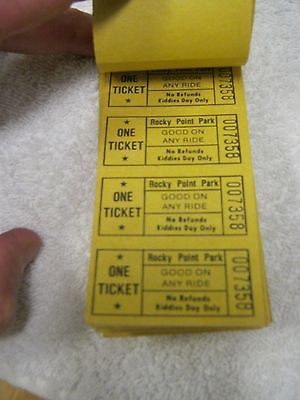 ONE TICKET
GOOD ON
ANY RIDE
No Refunds
Kiddies Day Only
007358
★
ONE
TICKET
★
Rocky Point Park
GOOD ON
ANY RIDE
No Refunds
Kiddies Day Only
007358
★
ONE
TICKET
★
Rocky Point Park
GOOD ON
ANY RIDE
No Refunds
Kiddies Day Only
007358
★
ONE
TICKET
★
Rocky Point Park
GOOD ON
ANY RIDE
No Refunds
Kiddies Day Only
007358